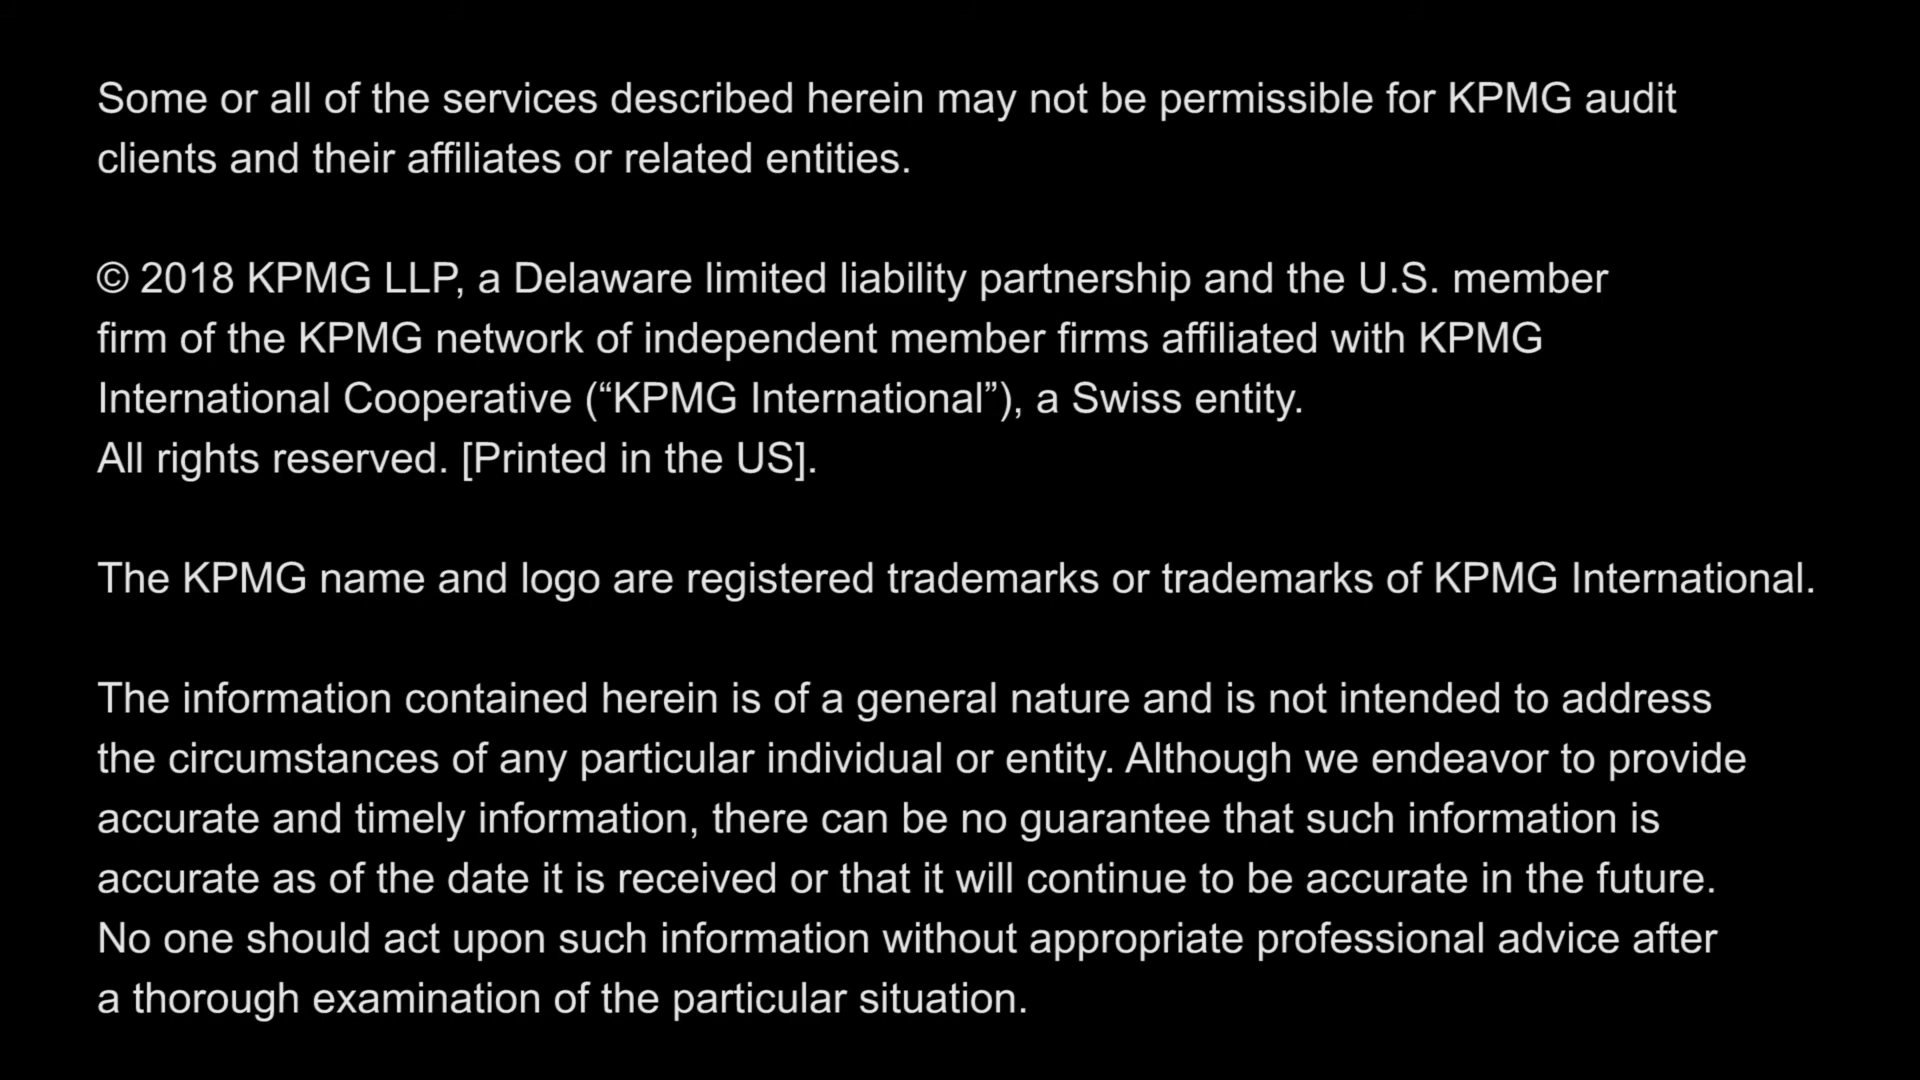 Some or all of the services described herein may not be permissible for KPMG audit
clients and their affiliates or related entities.
© 2018 KPMG LLP, a Delaware limited liability partnership and the U.S. member
firm of the KPMG network of independent member firms affiliated with KPMG
International Cooperative (“KPMG International”), a Swiss entity.
All rights reserved. [Printed in the US].
The KPMG name and logo are registered trademarks or trademarks of KPMG International.
The information contained herein is of a general nature and is not intended to address
the circumstances of any particular individual or entity. Although we endeavor to provide
accurate and timely information, there can be no guarantee that such information is
accurate as of the date it is received or that it will continue to be accurate in the future.
No one should act upon such information without appropriate professional advice after
a thorough examination of the particular situation.